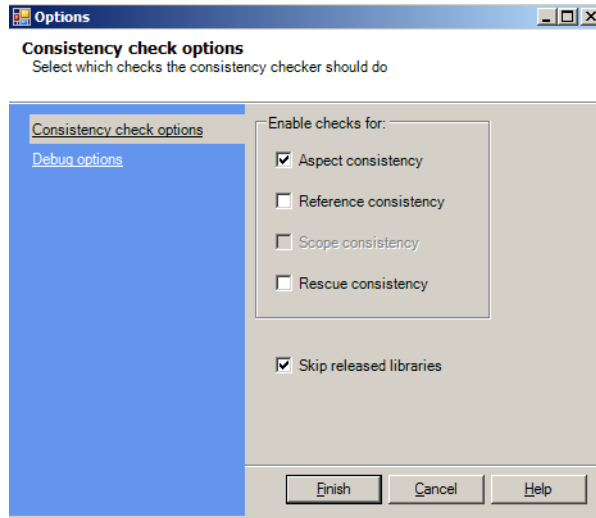 Options
Consistency check options
Select which checks the consistency checker should do
Consistency check options
Debug options
Enable checks for:
Aspect consistency
Reference consistency
Scope consistency
Rescue consistency
Skip released libraries
Finish
Cancel
Help